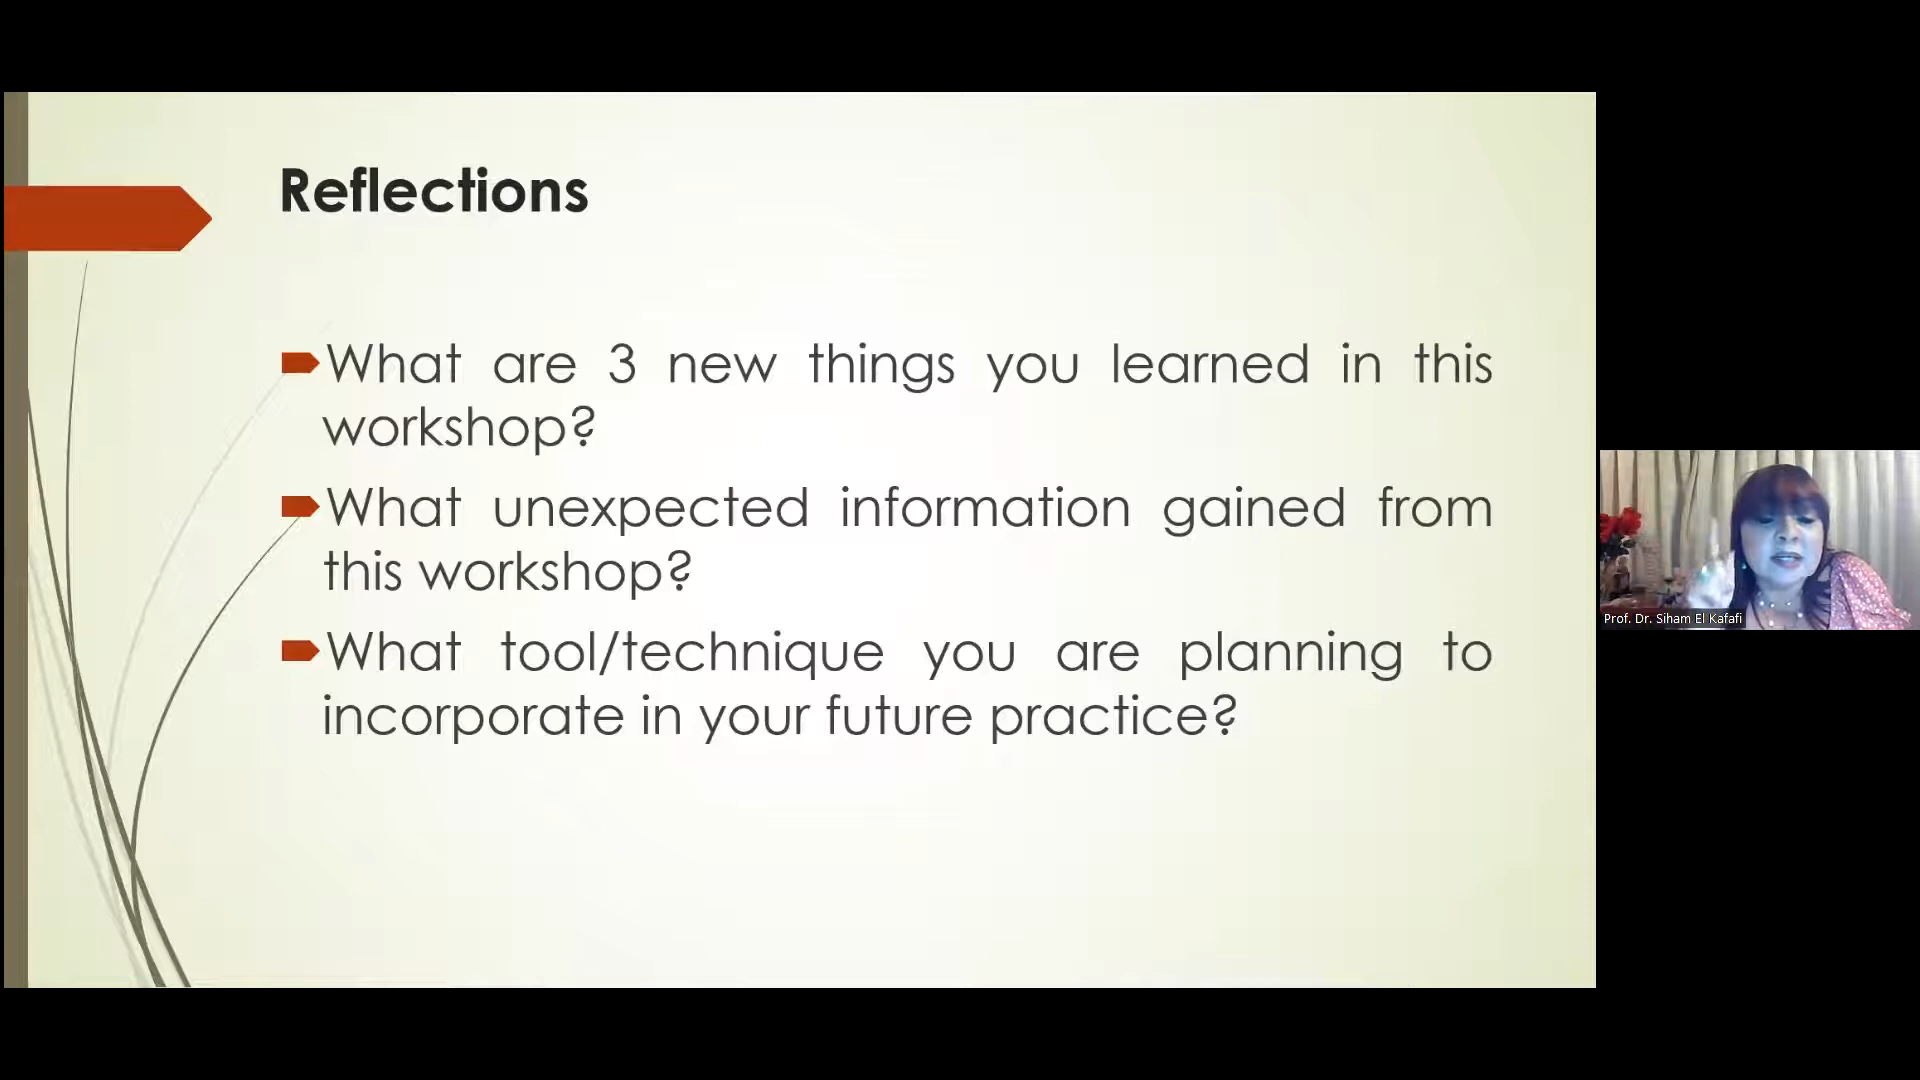 Reflections
What are 3 new things you learned in this
workshop?
What unexpected information gained from
this workshop?
What tool/technique you are planning to
incorporate in your future practice?
Prof. Dr. Siham El Kafafi